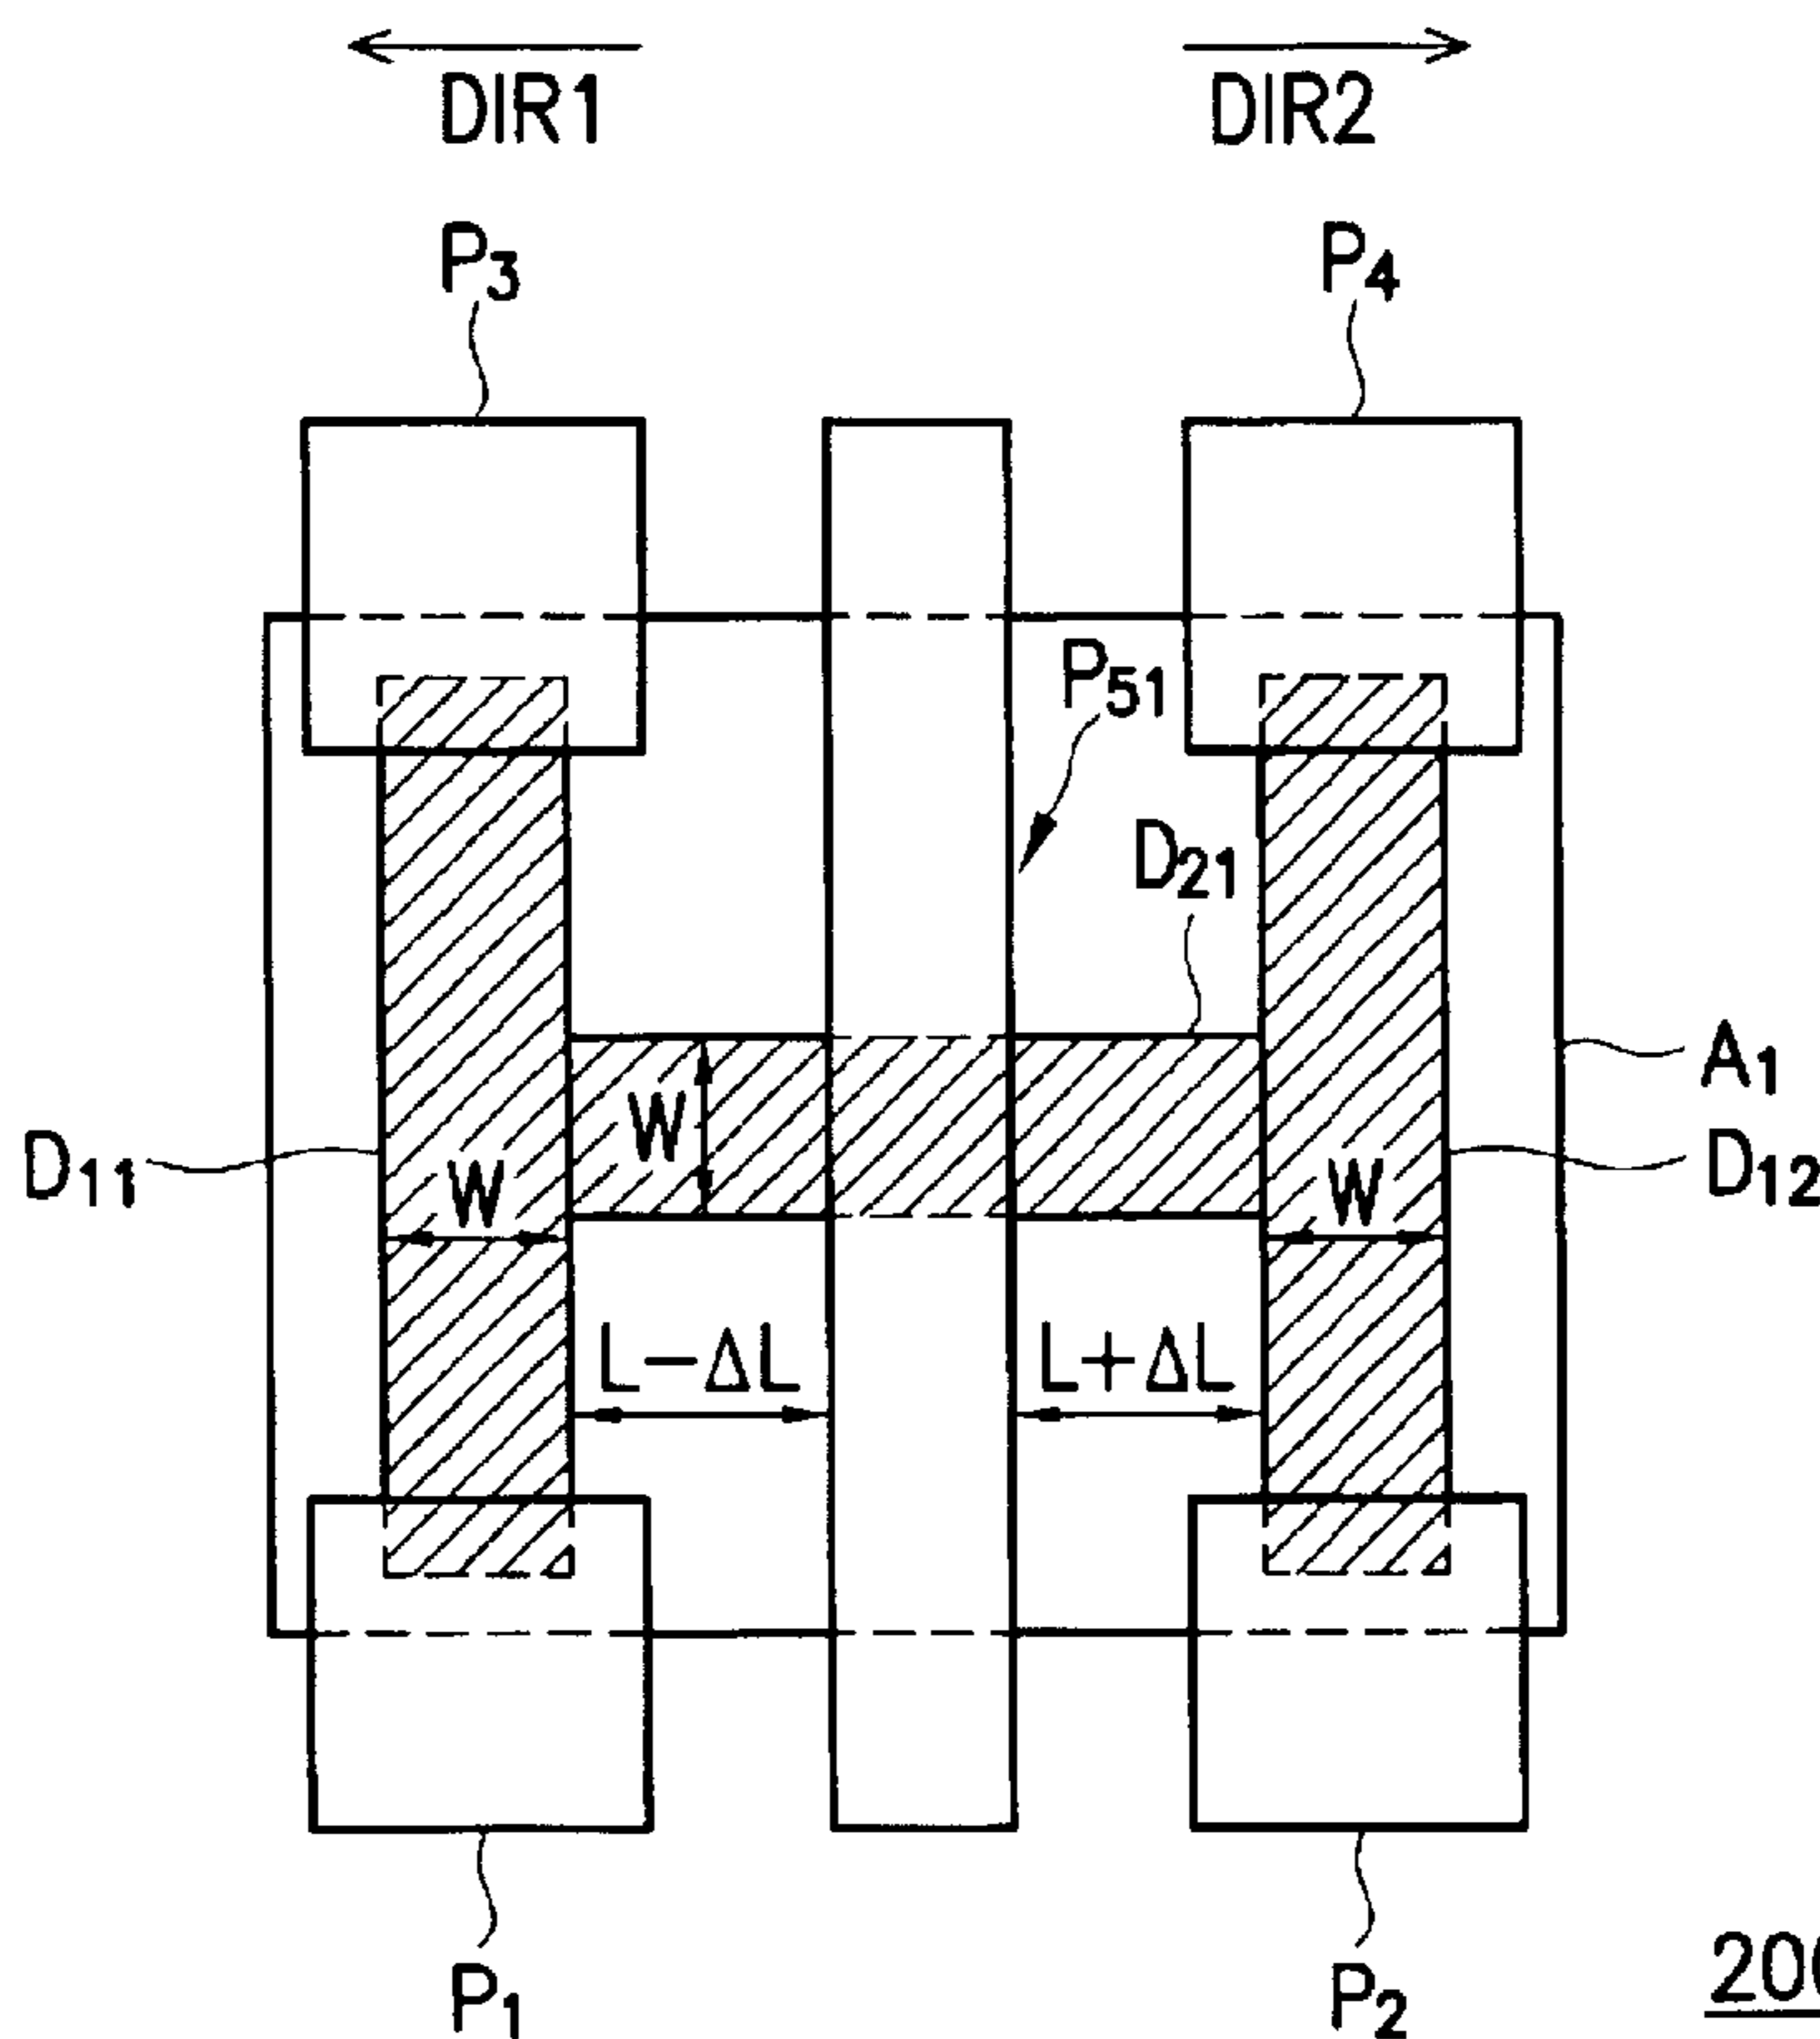 DIR1 DIR2
P3 P4
P51
D21
A1
D11 W W W D12
L-ΔL L+ΔL
P1 P2